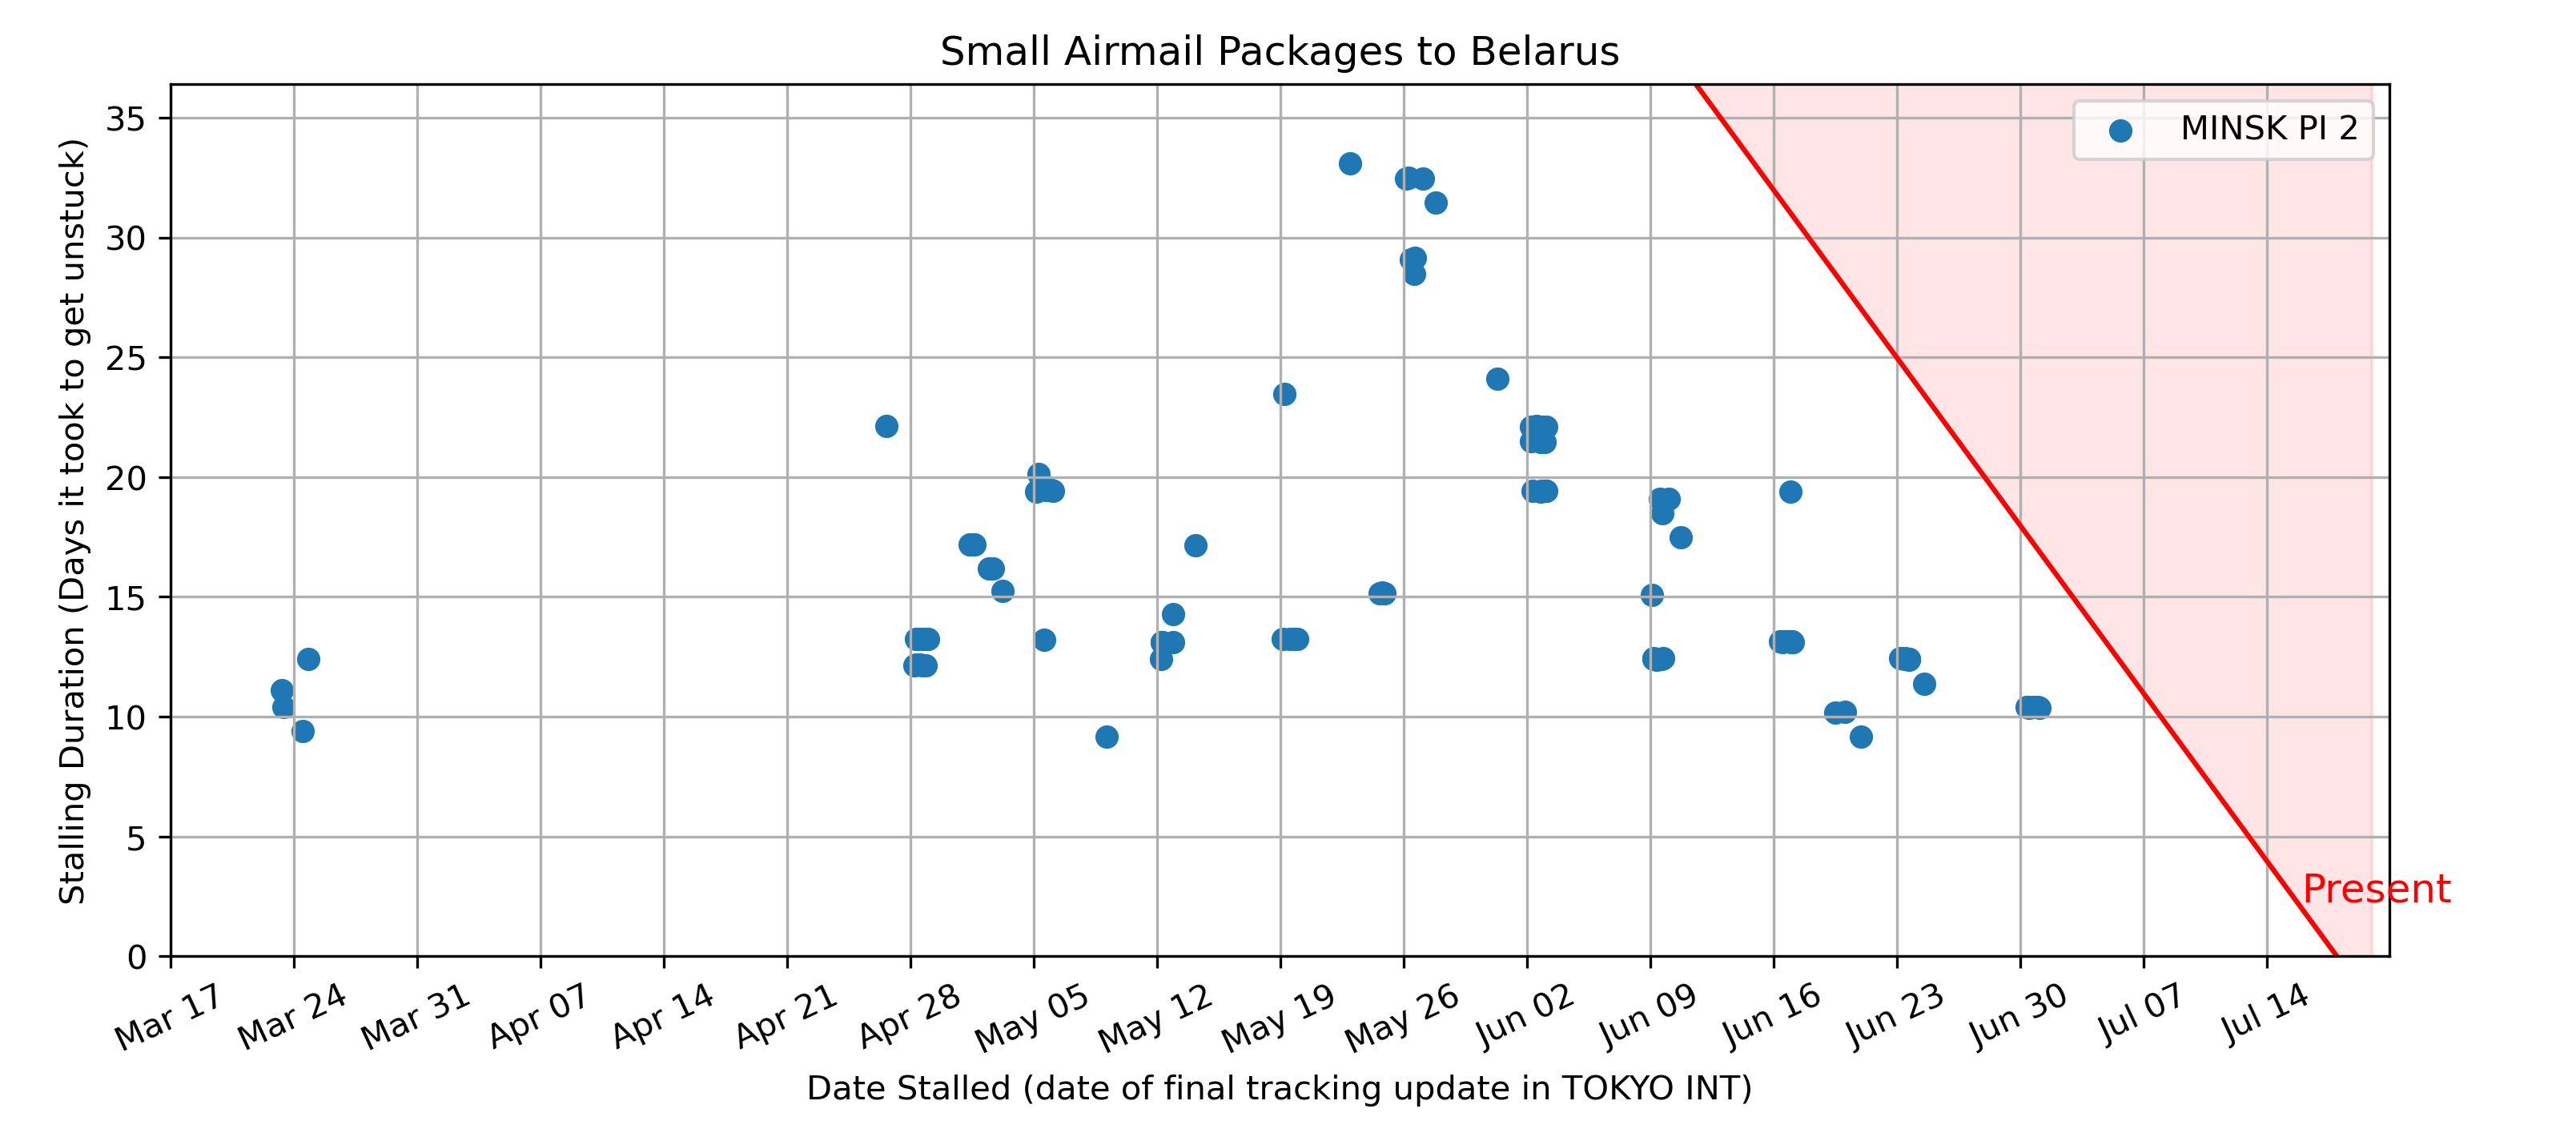 Small Airmail Packages to Belarus
MINSK PI 2
Stalling Duration (Days it took to get unstuck)
35
30
25
20
15
10
5
0
Present
Mar 17
Mar 24
Mar 31
Apr 07
Apr 14
Apr 21
Apr 28
May 05
May 12
May 19
May 26
Jun 02
Jun 09
Jun 16
Jun 23
Jun 30
Jul 07
Jul 14
Date Stalled (date of final tracking update in TOKYO INT)